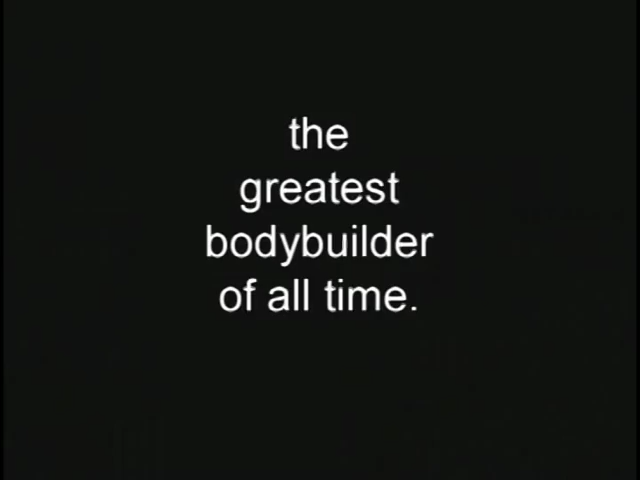 the
greatest
bodybuilder
of all time.